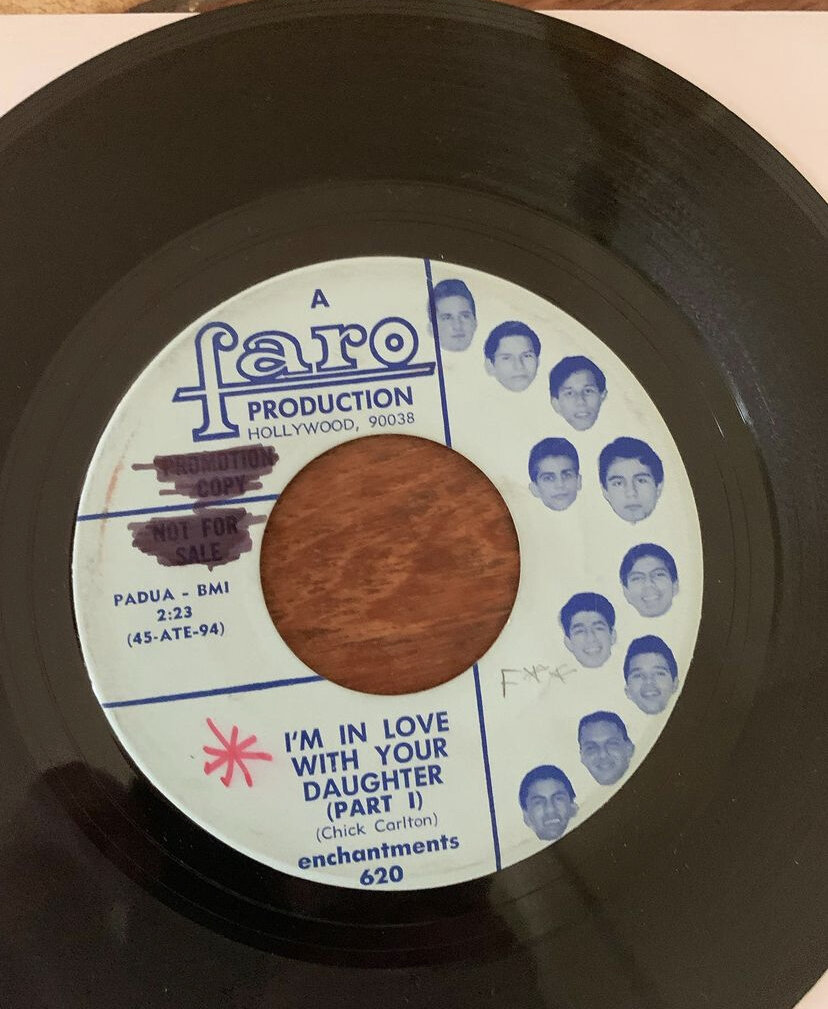 A
faro
PRODUCTION
HOLLYWOOD, 90038
PROMOTION
COPY
NOT FOR
SALE
PADUA - BMI
2:23
(45-ATE-94)
F**
I'M IN LOVE
WITH YOUR
DAUGHTER
(PART I)
(Chick Carlton)
enchantments
620